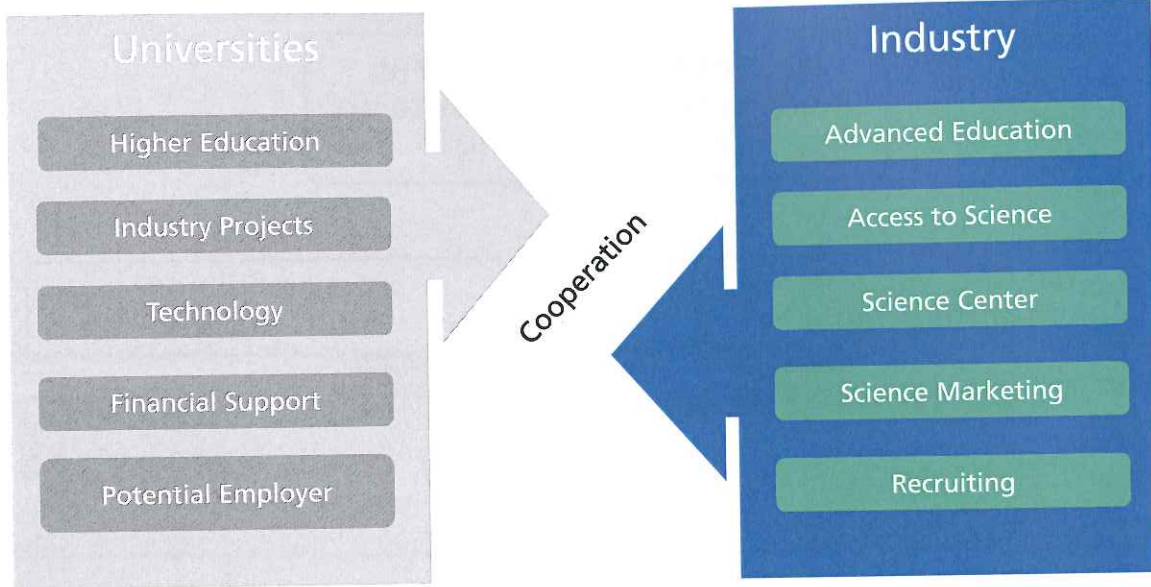 Universities
Higher Education
Industry Projects
Technology
Financial Support
Potential Employer
Cooperation
Industry
Advanced Education
Access to Science
Science Center
Science Marketing
Recruiting